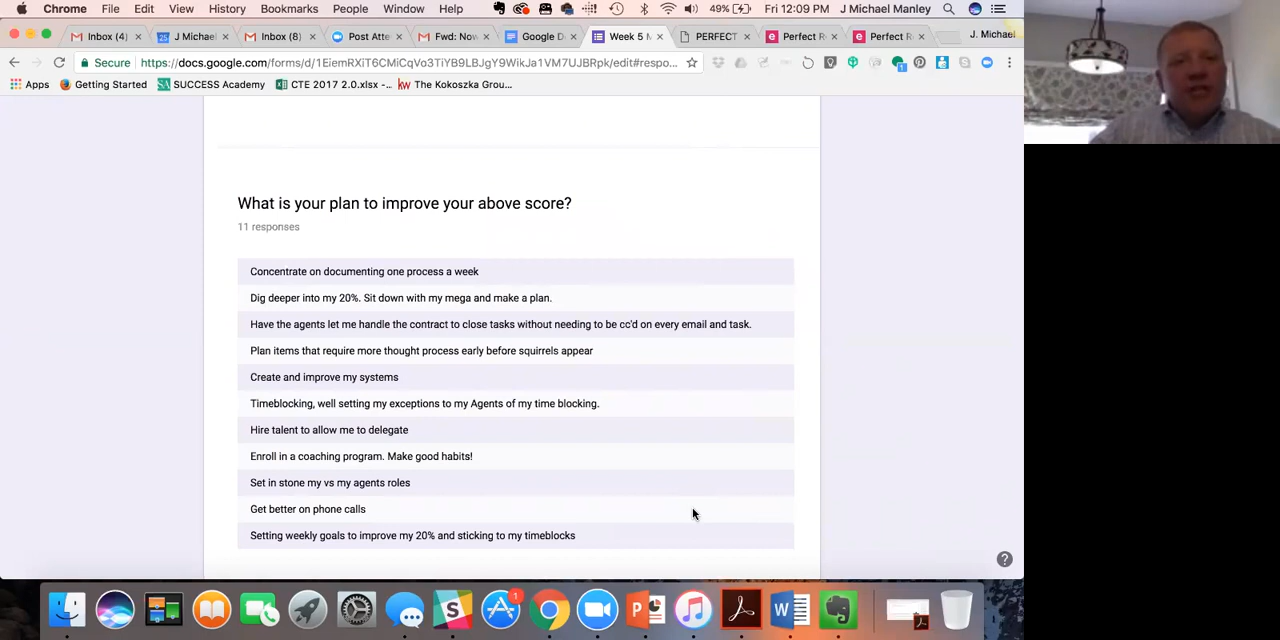 Chrome File Edit View History Bookmarks People Window Help 49% Fri 12:09 PM J Michael Manley
Inbox (4) J Michael Inbox (8) Post Atte Fwd: Now Google D Week 5 M PERFECT Perfect R Perfect R J. Michael
Secure https://docs.google.com/forms/d/1EiemRXiT6CMiCqVo3TiYB9LBJgY9WikJa1VM7UJBRpk/edit#respo...
Apps Getting Started SUCCESS Academy CTE 2017 2.0.xlsx -... The Kokoszka Grou...
What is your plan to improve your above score?
11 responses
Concentrate on documenting one process a week
Dig deeper into my 20%. Sit down with my mega and make a plan.
Have the agents let me handle the contract to close tasks without needing to be cc'd on every email and task.
Plan items that require more thought process early before squirrels appear
Create and improve my systems
Timeblocking, well setting my exceptions to my Agents of my time blocking.
Hire talent to allow me to delegate
Enroll in a coaching program. Make good habits!
Set in stone my vs my agents roles
Get better on phone calls
Setting weekly goals to improve my 20% and sticking to my timeblocks